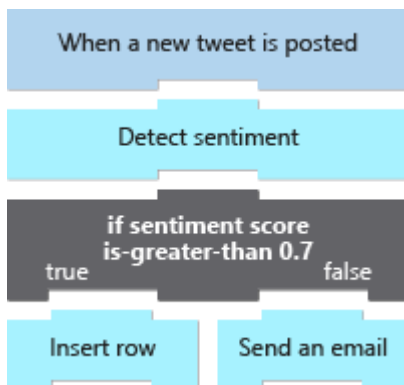 When a new tweet is posted
Detect sentiment
if sentiment score
is-greater-than 0.7
true false
Insert row Send an email